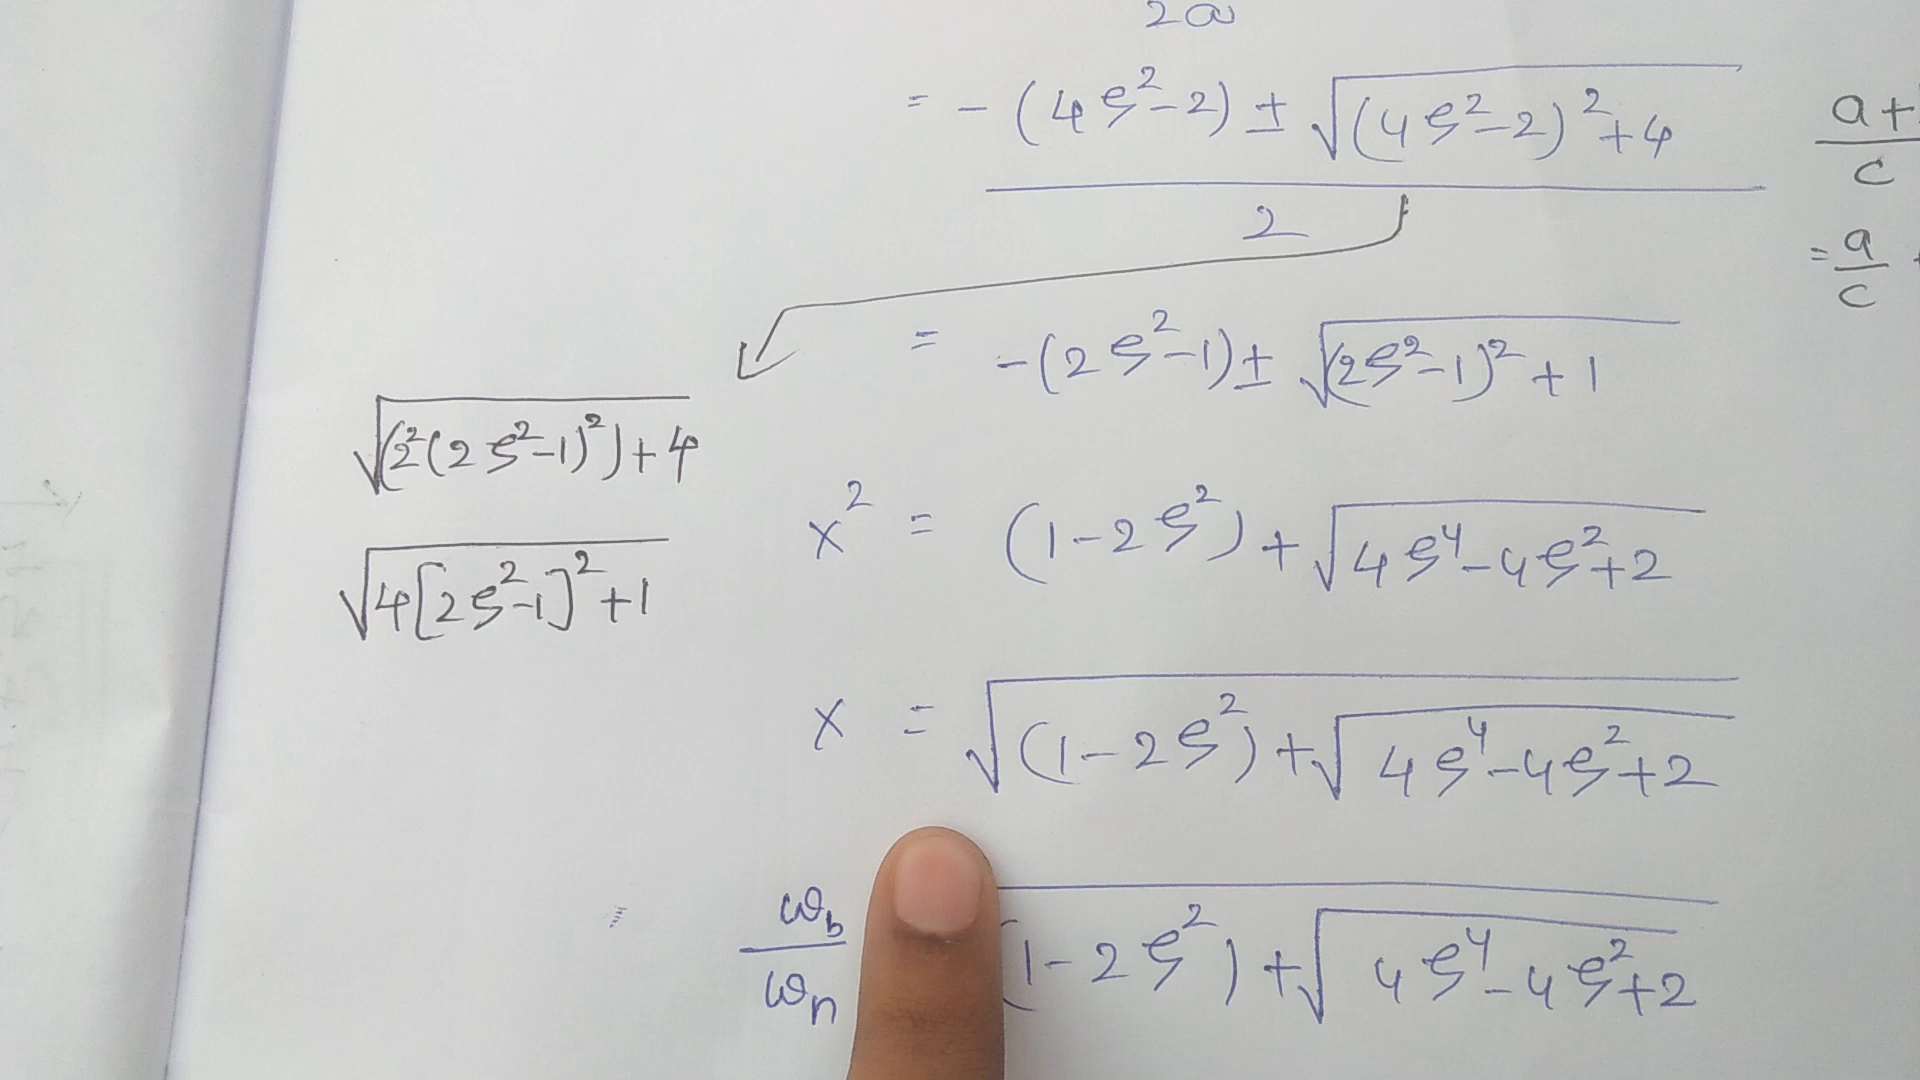 2a
= -(4ξ²-2) ± √(4ξ²-2)²+4
2
a+
c
= a
c
= -(2ξ²-1) ± √(2ξ²-1)²+1
√(2²(2ξ²-1)²)+4
√4[2ξ²-1]²+1
x² = (1-2ξ²)+√4ξ⁴-4ξ²+2
x = √(1-2ξ²)+√4ξ⁴-4ξ²+2
ω_b
ω_n
(1-2ξ²)+√4ξ⁴-4ξ²+2